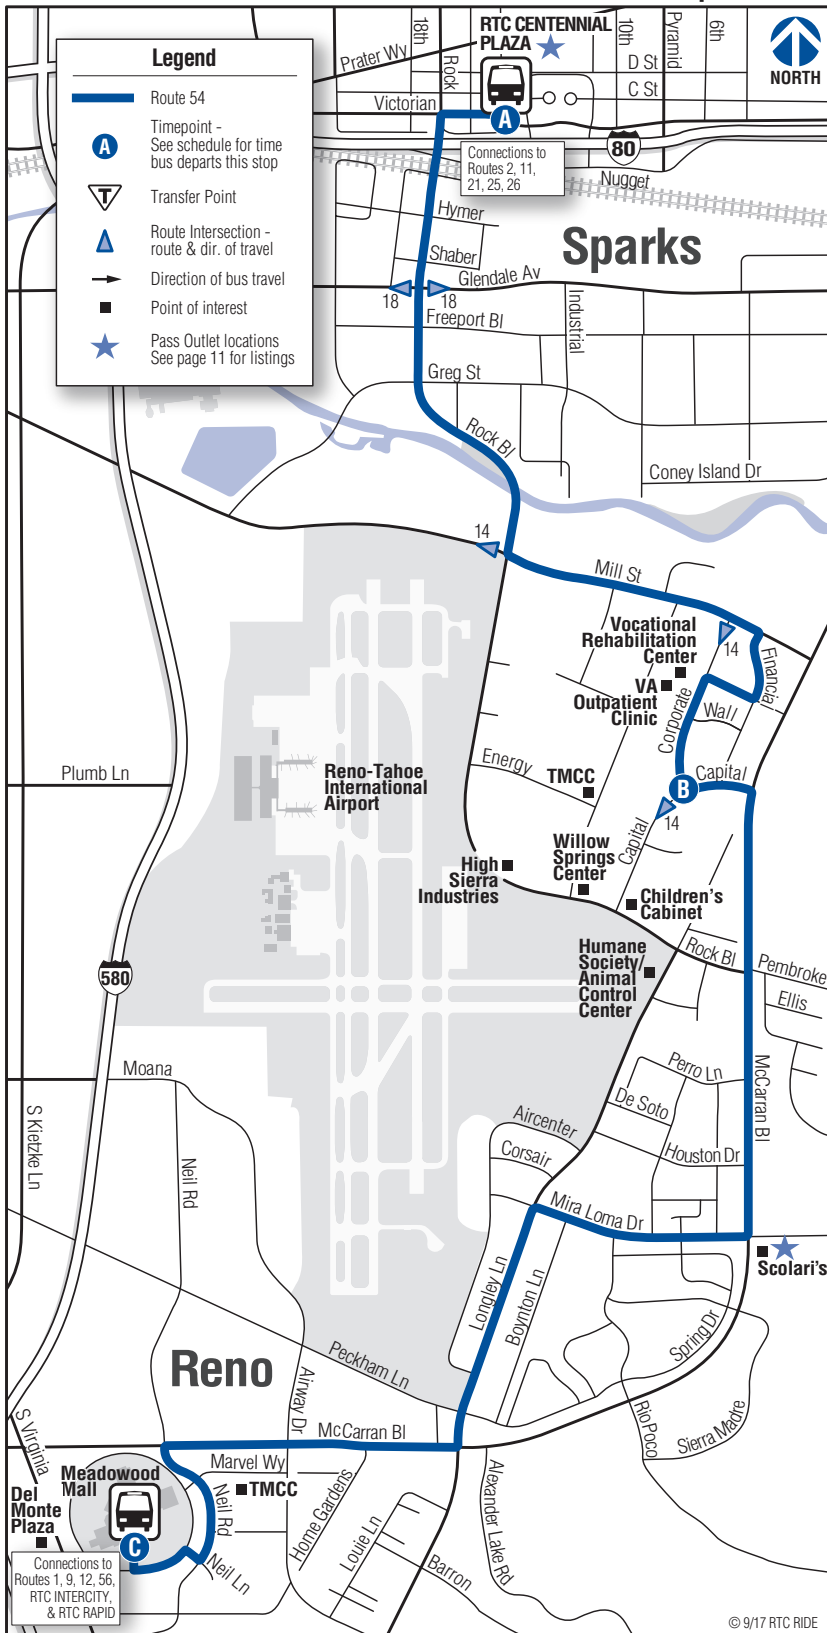 RTC CENTENNIAL
PLAZA
18th
Rock
10th
Pyramid
6th
NORTH
Prater Wy
D St
C St
Victorian
A
80
Nugget
Connections to
Routes 2, 11,
21, 25, 26
Legend
Route 54
A
Timepoint -
See schedule for time
bus departs this stop
T
Transfer Point
Route Intersection -
route & dir. of travel
Direction of bus travel
Point of interest
Pass Outlet locations
See page 11 for listings
Hymer
Sparks
Shaber
Glendale Av
18
18
Freeport Bl
Industrial
Greg St
Rock Bl
Coney Island Dr
14
Mill St
Vocational
Rehabilitation
Center
14
Financial
VA
Outpatient
Clinic
Corporate
Wall
Energy
TMCC
B
Capital
14
Capital
Plumb Ln
Reno-Tahoe
International
Airport
Willow
Springs
Center
High
Sierra
Industries
Children's
Cabinet
Rock Bl
Humane
Society/
Animal
Control
Center
Pembroke
Ellis
580
Moana
Perro Ln
McCarran Bl
De Soto
Aircenter
Corsair
Houston Dr
S Kietzke Ln
Neil Rd
Mira Loma Dr
Scolari's
Longley Ln
Boynton Ln
Spring Dr
Reno
Peckham Ln
Airway Dr
Rio Poco
Sierra Madre
S Virginia
McCarran Bl
Marvel Wy
Meadowood
Mall
TMCC
Del
Monte
Plaza
Neil Rd
Home Gardens
Alexander Lake Rd
C
Louie Ln
Neil Ln
Barron
Connections to
Routes 1, 9, 12, 56,
RTC INTERCITY,
& RTC RAPID
© 9/17 RTC RIDE